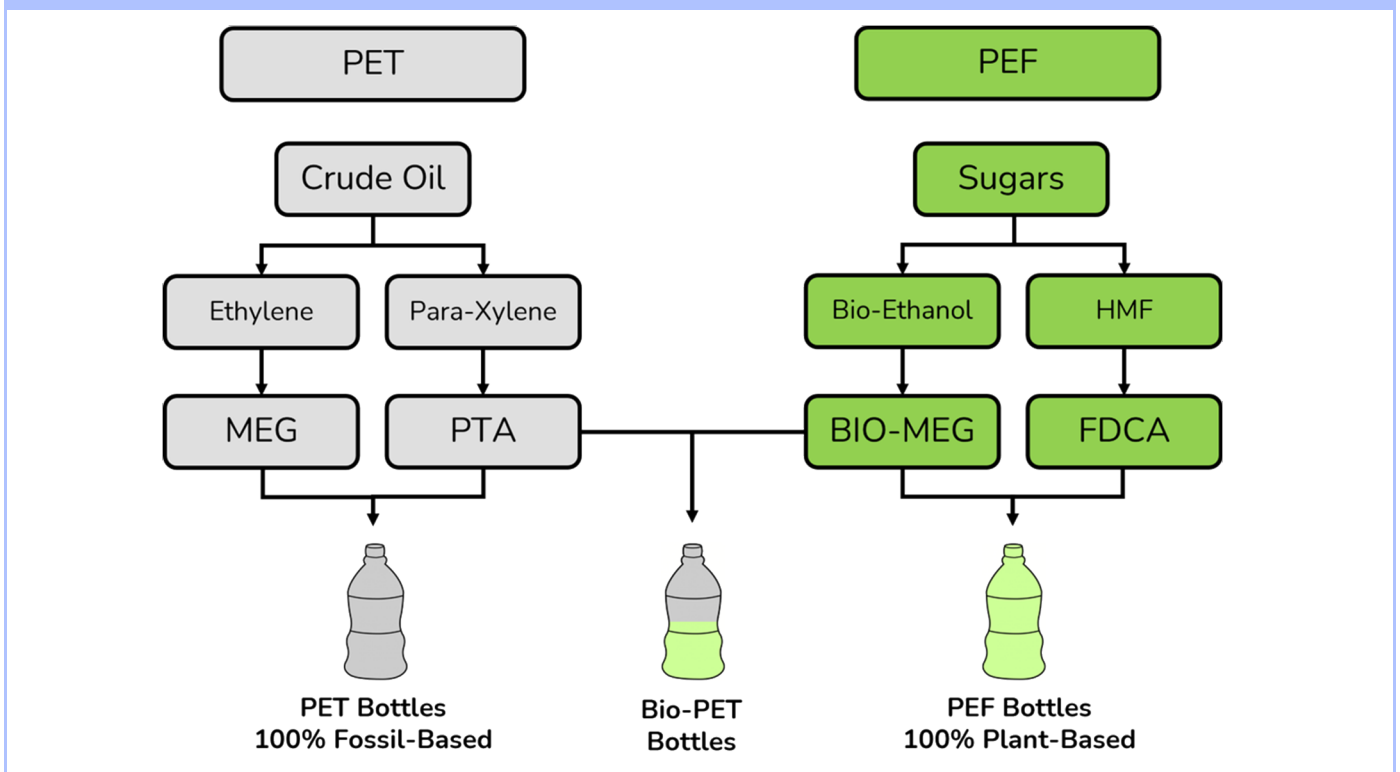 PET
PEF
Crude Oil
Sugars
Ethylene
Para-Xylene
Bio-Ethanol
HMF
MEG
PTA
BIO-MEG
FDCA
PET Bottles
100% Fossil-Based
Bio-PET
Bottles
PEF Bottles
100% Plant-Based